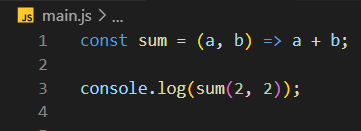 JS main.js > ...
1 const sum = (a, b) => a + b;
2
3 console.log(sum(2, 2));
4